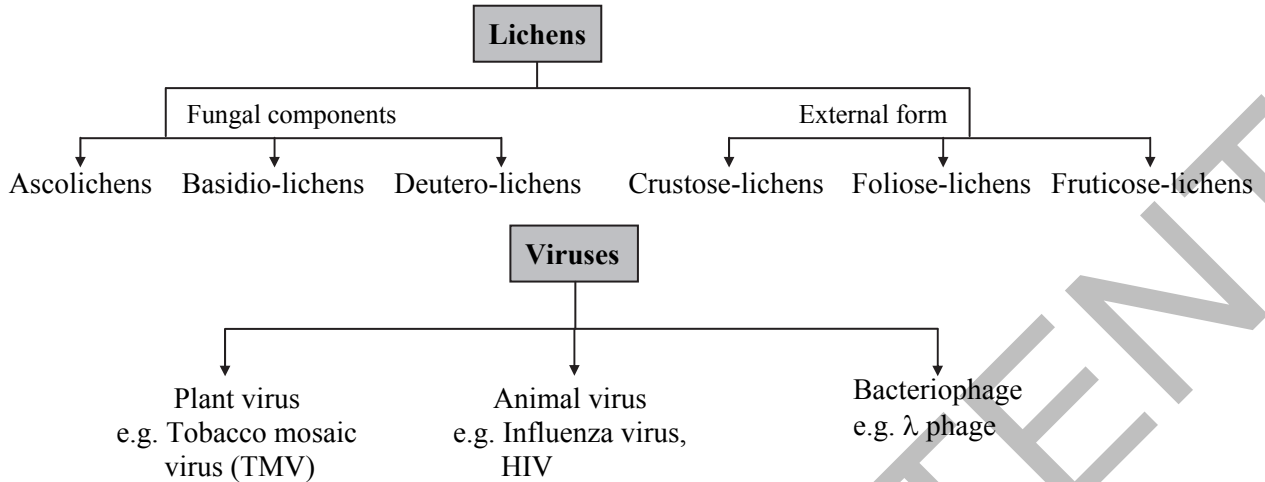 Lichens
Fungal components
External form
Ascolichens
Basidio-lichens
Deutero-lichens
Crustose-lichens
Foliose-lichens
Fruticose-lichens
Viruses
Plant virus
e.g. Tobacco mosaic
virus (TMV)
Animal virus
e.g. Influenza virus,
HIV
Bacteriophage
e.g. λ phage